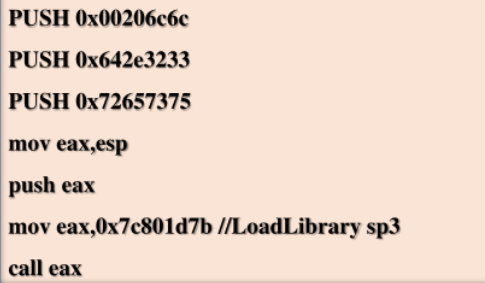 PUSH 0x00206c6c
PUSH 0x642e3233
PUSH 0x72657375
mov eax,esp
push eax
mov eax,0x7c801d7b //LoadLibrary sp3
call eax